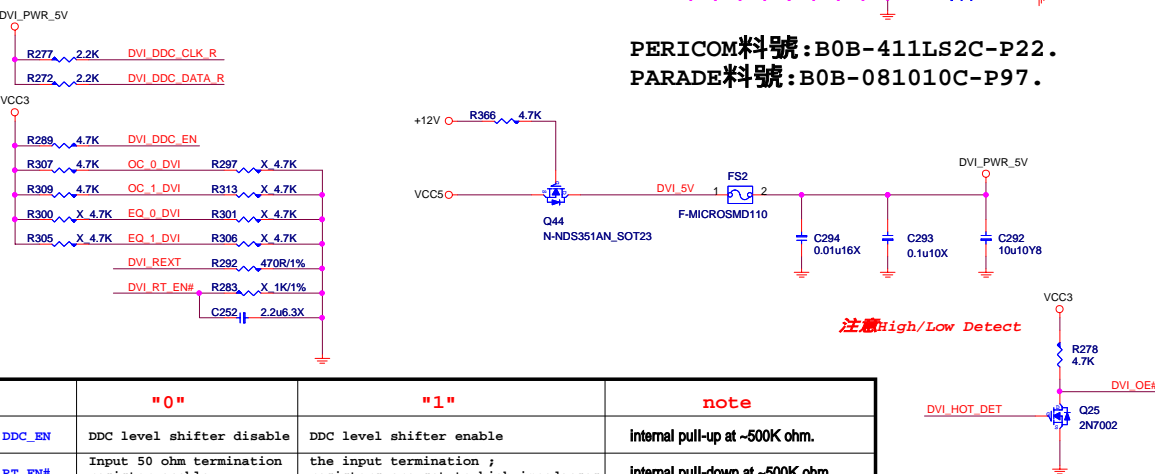 DVI_PWR_5V
R277 2.2K DVI_DDC_CLK_R
R272 2.2K DVI_DDC_DATA_R
VCC3
R289 4.7K DVI_DDC_EN
R307 4.7K OC_0_DVI R297 X_4.7K
R309 4.7K OC_1_DVI R313 X_4.7K
R300 X_4.7K EQ_0_DVI R301 X_4.7K
R305 X_4.7K EQ_1_DVI R306 X_4.7K
DVI_REXT R292 470R/1%
DVI_RT_EN# R283 X_1K/1%
C252 2.2u6.3X
PERICOM料號:B0B-411LS2C-P22.
PARADE料號:B0B-081010C-P97.
+12V R366 4.7K
VCC5
Q44
N-NDS351AN_SOT23
DVI_5V 1 FS2 2
F-MICROSMD110
DVI_PWR_5V
C294
0.01u16X
C293
0.1u10X
C292
10u10Y8
注意High/Low Detect
VCC3
R278
4.7K
DVI_OE#
DVI_HOT_DET
Q25
2N7002
"0" "1" note
DDC_EN DDC level shifter disable DDC level shifter enable internal pull-up at ~500K ohm.
RT_EN# Input 50 ohm termination the input termination ; internal pull-down at ~500K ohm